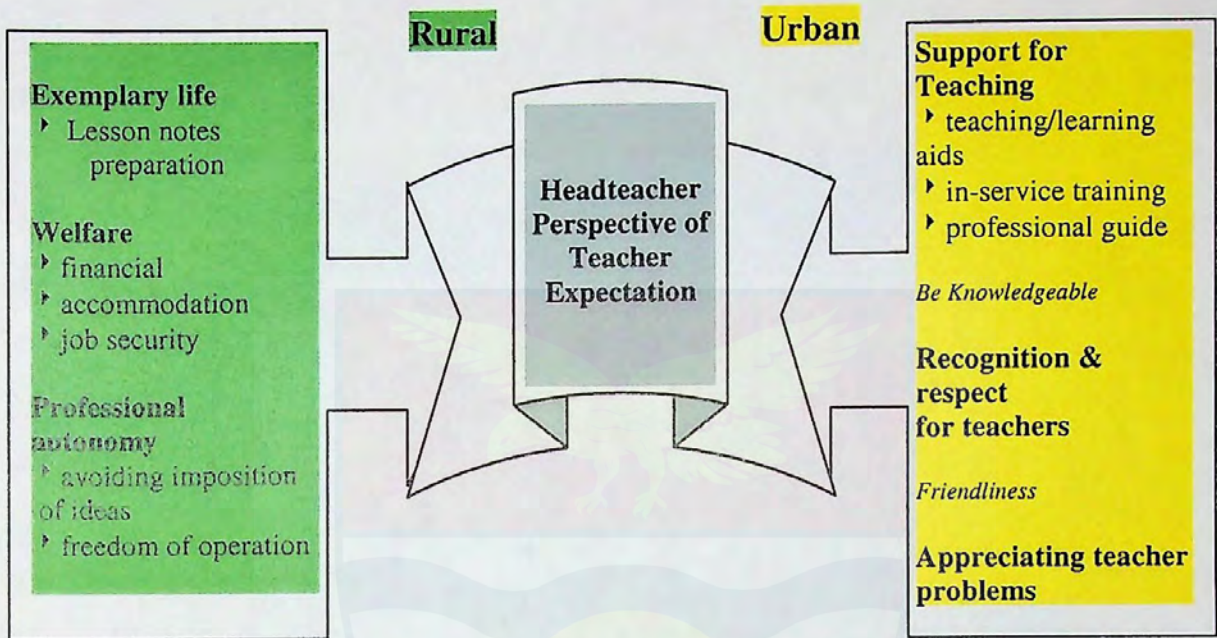 Rural
Urban
Exemplary life
‣ Lesson notes
preparation
Welfare
‣ financial
‣ accommodation
‣ job security
Professional
autonomy
‣ avoiding imposition
of ideas
‣ freedom of operation
Headteacher
Perspective of
Teacher
Expectation
Support for
Teaching
‣ teaching/learning
aids
‣ in-service training
‣ professional guide
Be Knowledgeable
Recognition &
respect
for teachers
Friendliness
Appreciating teacher
problems